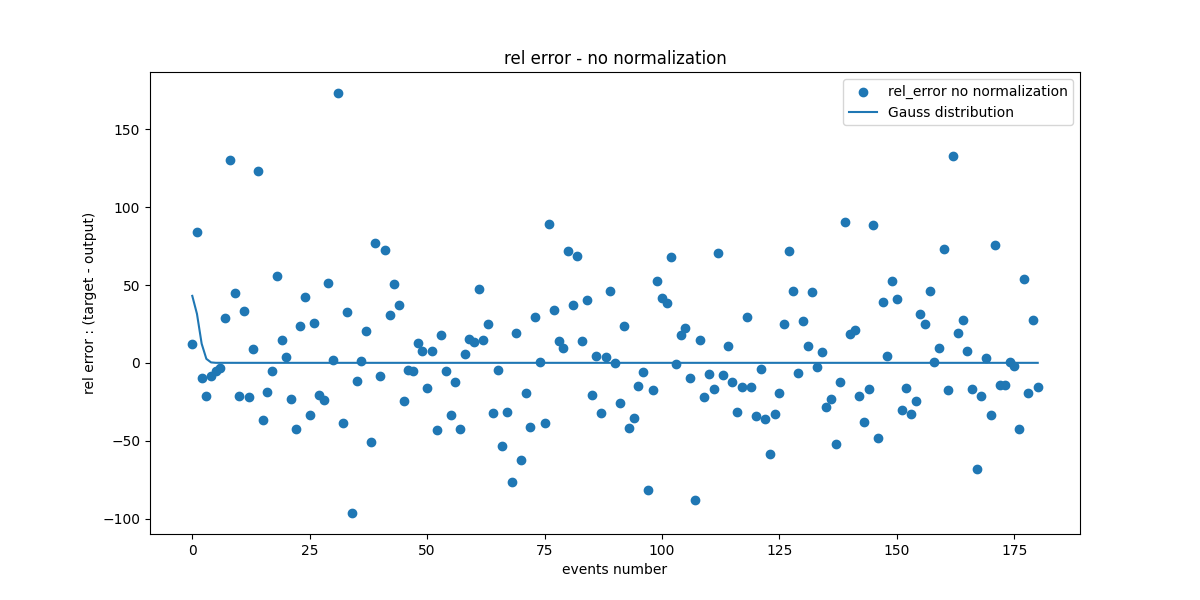 rel error - no normalization
rel_error no normalization
Gauss distribution
rel error : (target - output)
150
100
50
0
−50
−100
0
25
50
75
100
125
150
175
events number